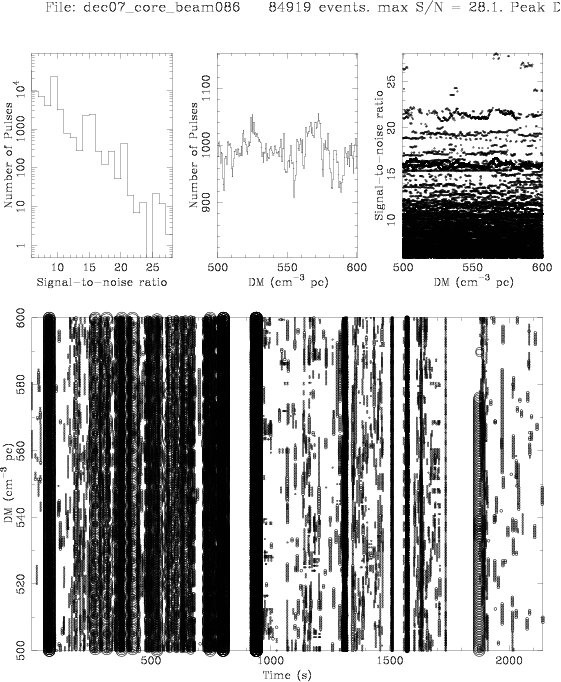 File: dec07_core_beam086 84919 events. max S/N = 28.1. Peak D
Number of Pulses
1 10 100 1000 10^4
10 15 20 25
Signal-to-noise ratio
Number of Pulses
900 1000 1100
500 550 600
DM (cm^-3 pc)
Signal-to-noise ratio
10 15 20 25
500 550 600
DM (cm^-3 pc)
DM (cm^-3 pc)
500 520 540 560 580 600
500 1000 1500 2000
Time (s)